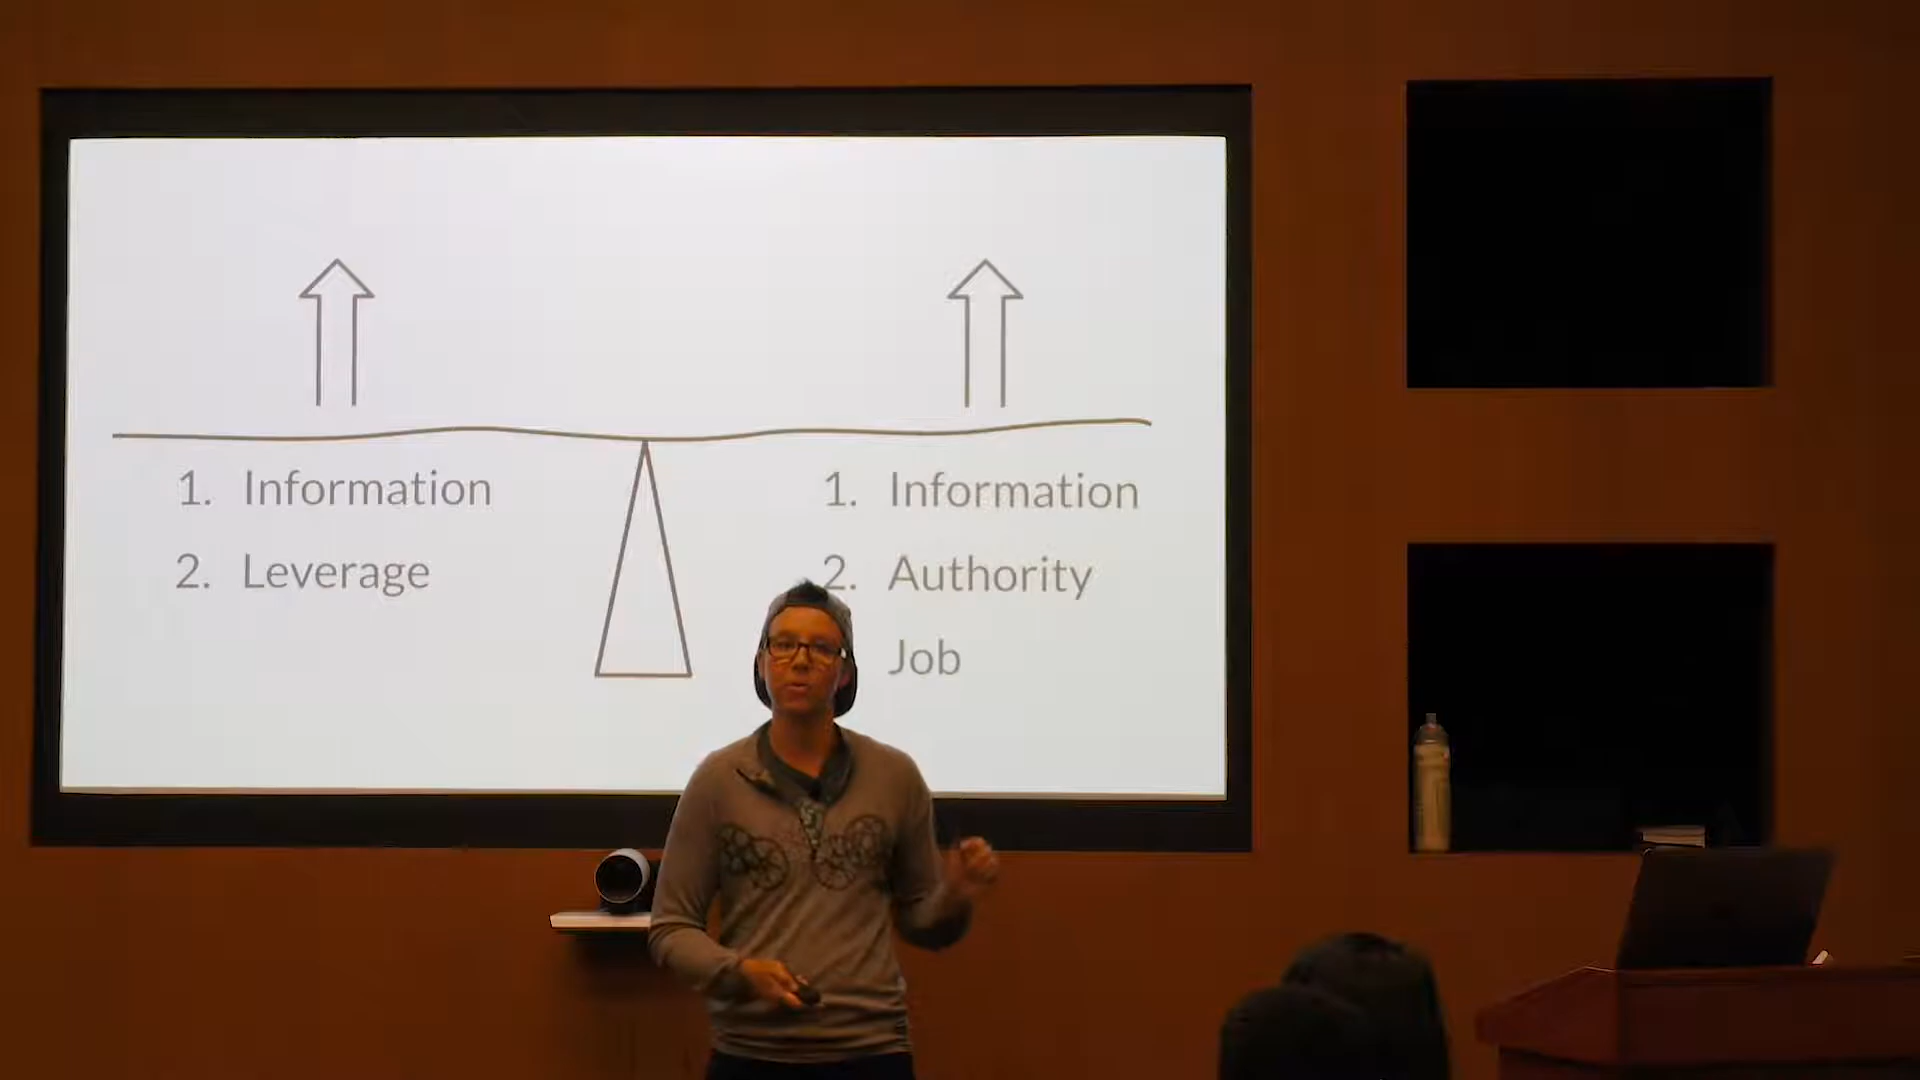 1. Information
2. Leverage
1. Information
2. Authority
Job